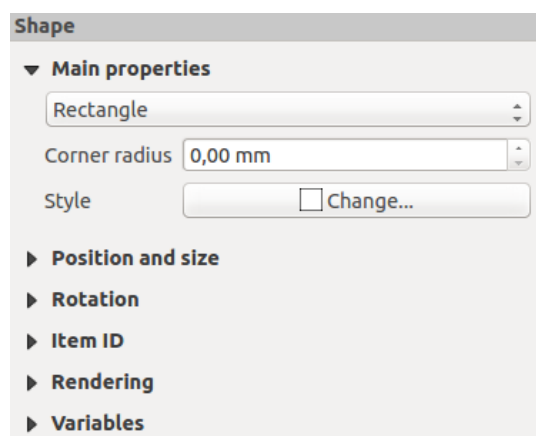 Shape
Main properties
Rectangle
Corner radius 0,00 mm
Style Change...
Position and size
Rotation
Item ID
Rendering
Variables